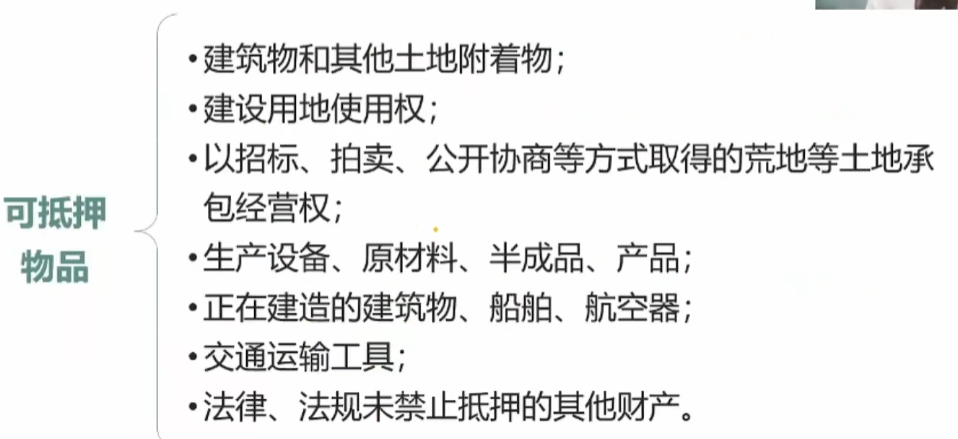 可抵押
物品
•建筑物和其他土地附着物；
•建设用地使用权；
•以招标、拍卖、公开协商等方式取得的荒地等土地承
包经营权；
•生产设备、原材料、半成品、产品；
•正在建造的建筑物、船舶、航空器；
•交通运输工具；
•法律、法规未禁止抵押的其他财产。